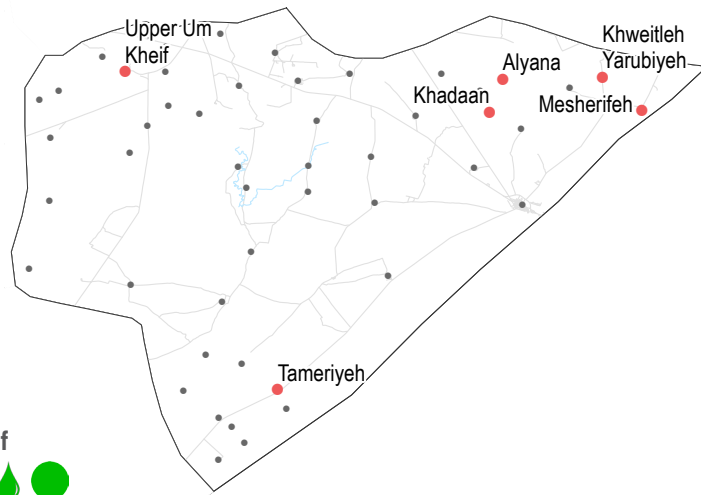 Upper Um
Kheif
Khweitleh
Yarubiyeh
Alyana
Khadaan
Mesherifeh
Tameriyeh
f